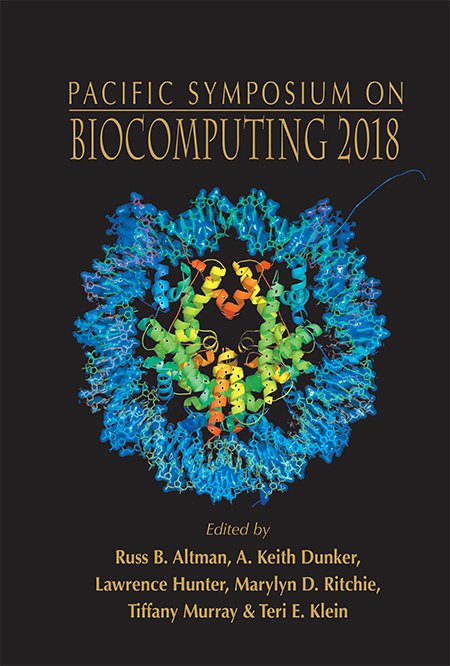 PACIFIC SYMPOSIUM ON
BIOCOMPUTING 2018
Edited by
Russ B. Altman, A. Keith Dunker,
Lawrence Hunter, Marylyn D. Ritchie,
Tiffany Murray & Teri E. Klein